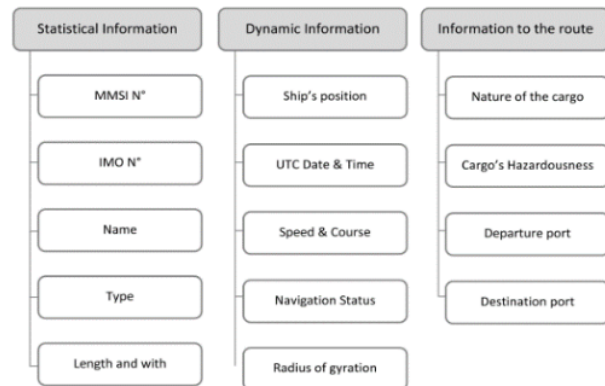 Statistical Information
MMSI N°
IMO N°
Name
Type
Length and with
Dynamic Information
Ship's position
UTC Date & Time
Speed & Course
Navigation Status
Radius of gyration
Information to the route
Nature of the cargo
Cargo's Hazardousness
Departure port
Destination port